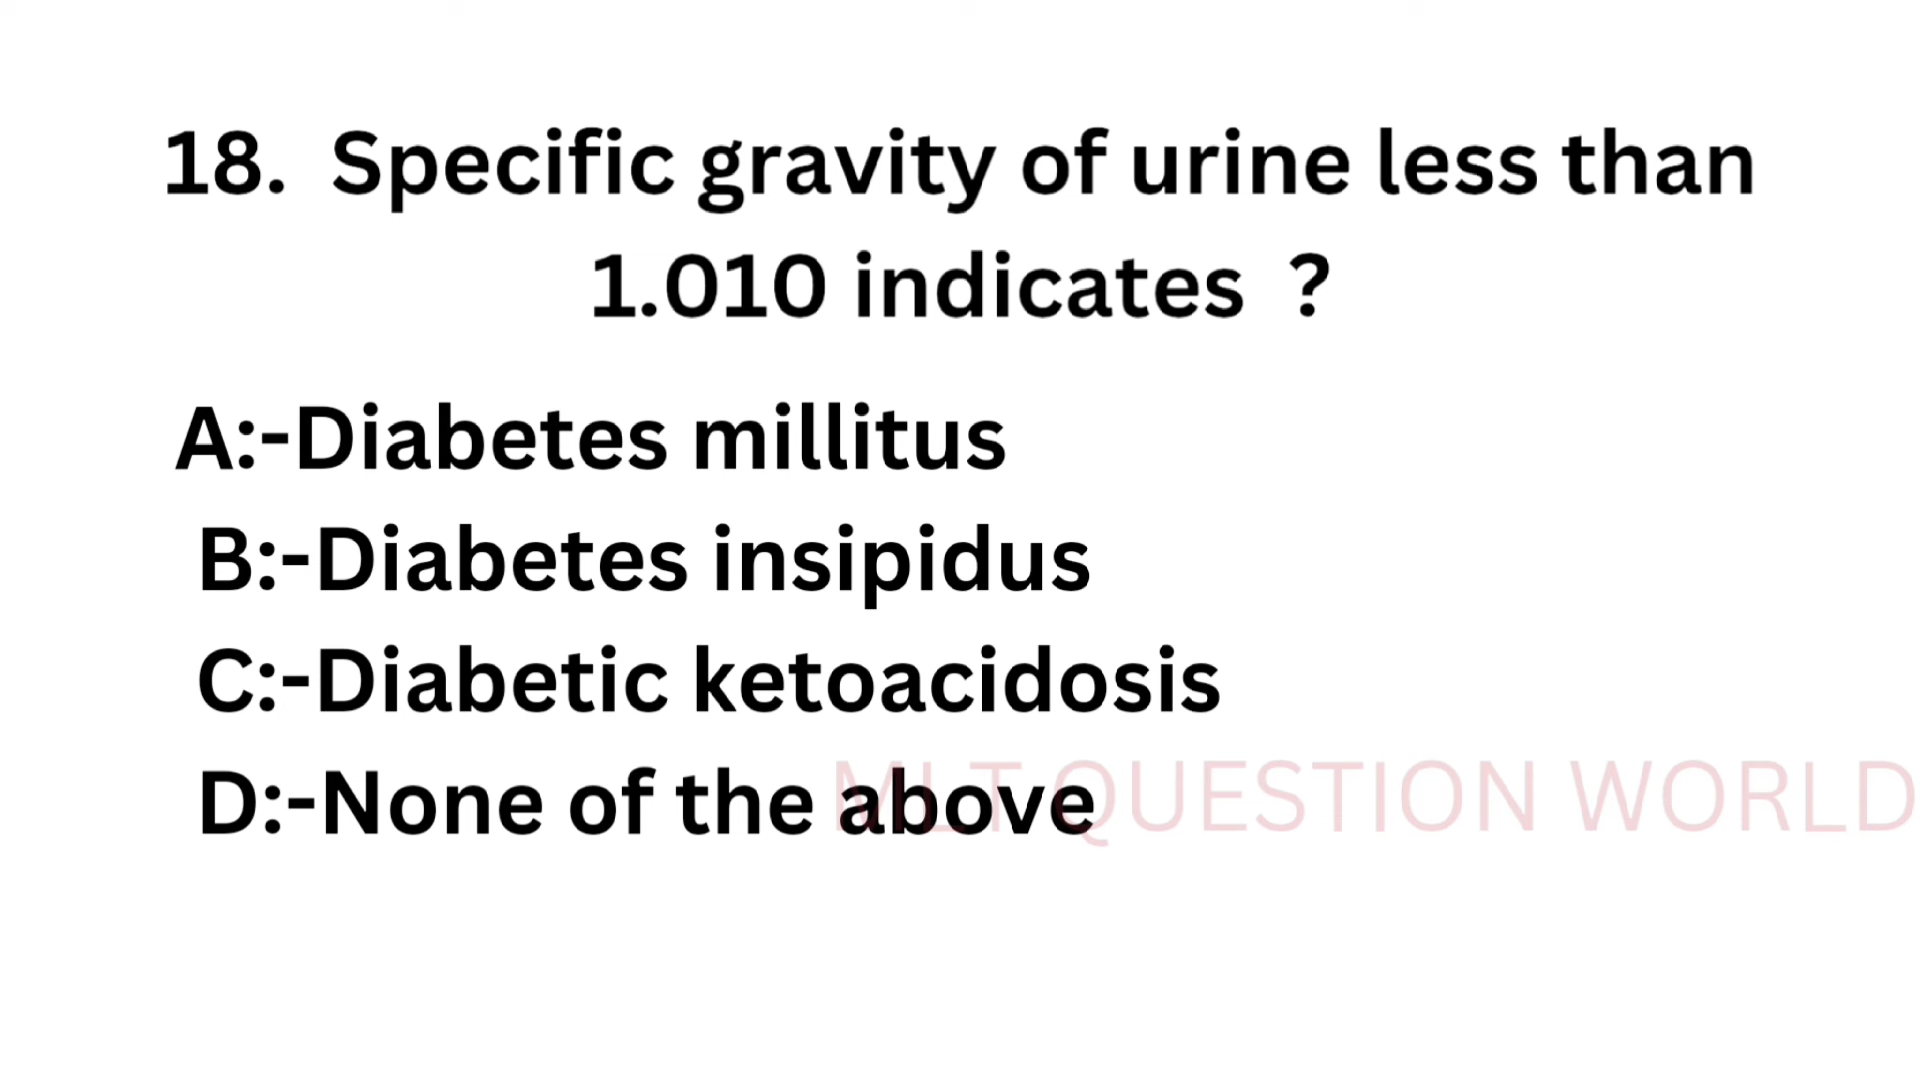 18. Specific gravity of urine less than
1.010 indicates ?
A:-Diabetes millitus
B:-Diabetes insipidus
C:-Diabetic ketoacidosis
D:-None of the above
MLT QUESTION WORLD